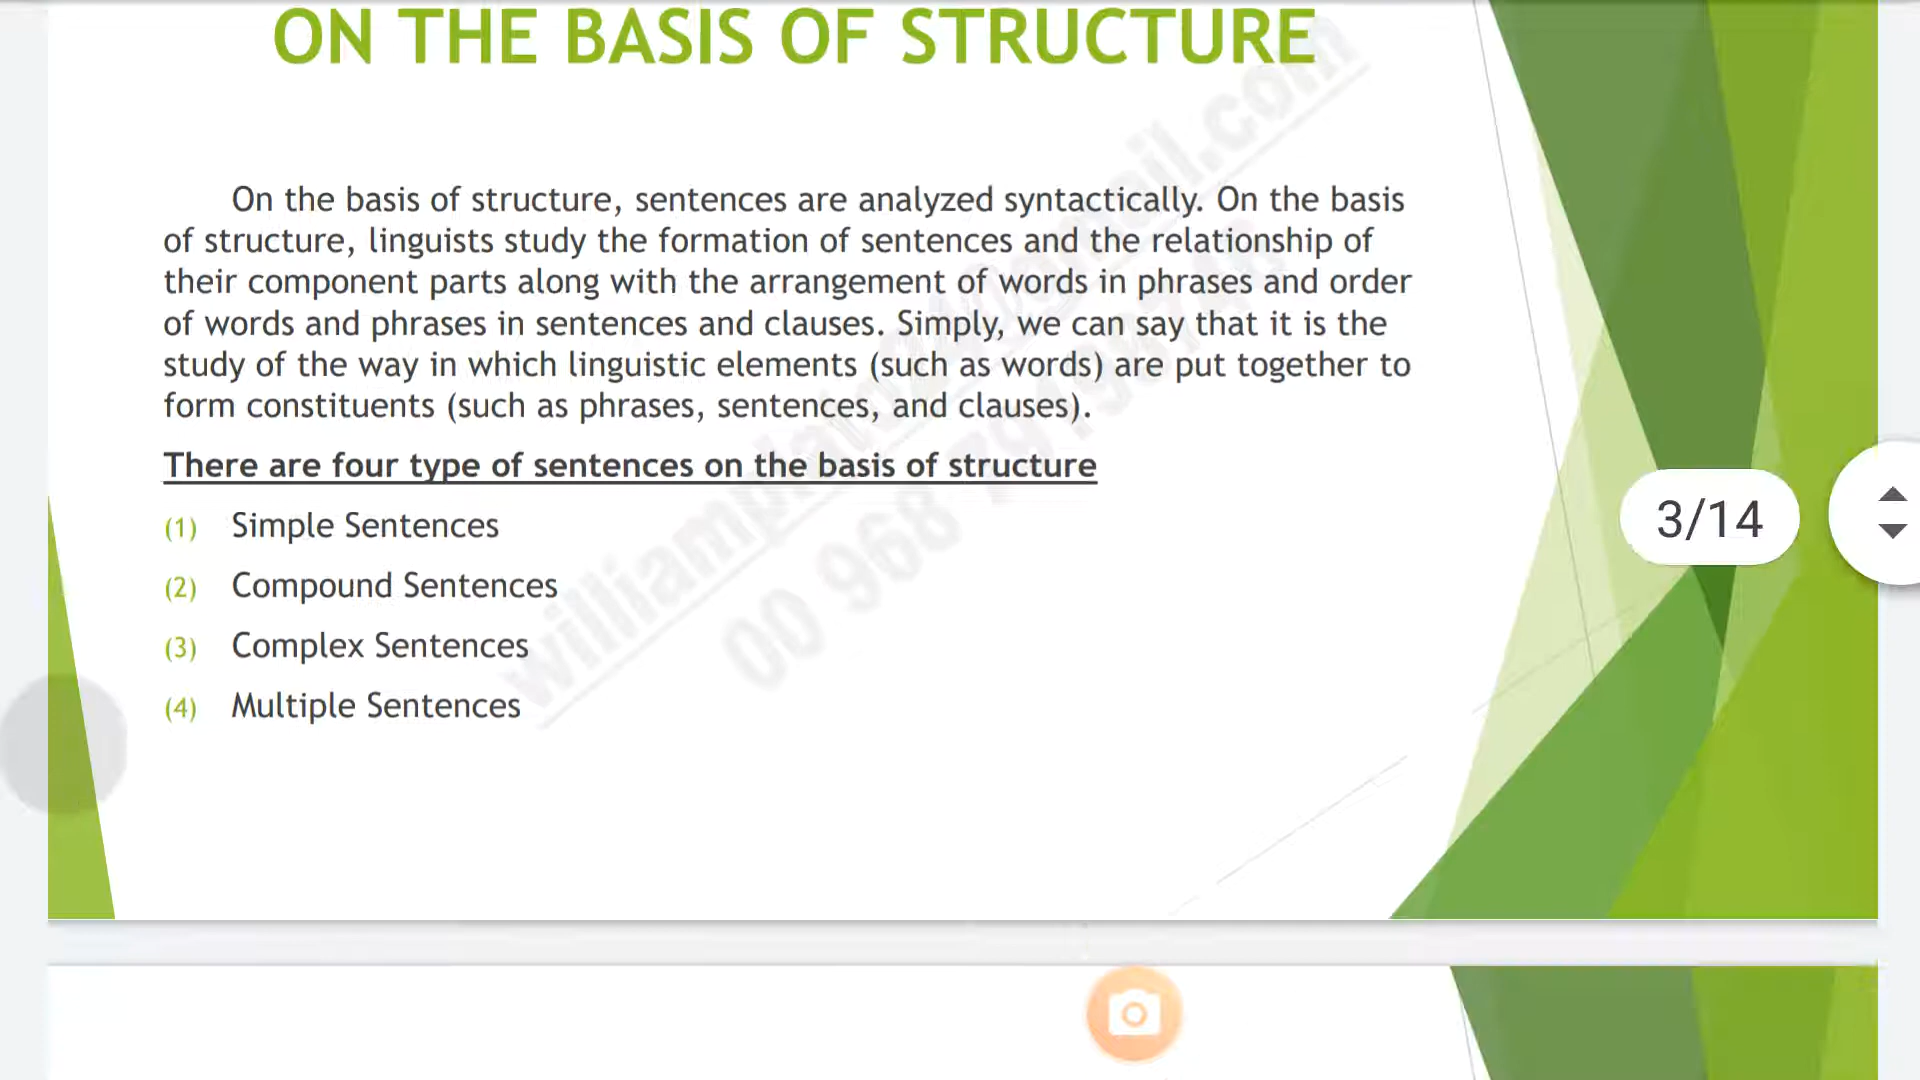 ON THE BASIS OF STRUCTURE
On the basis of structure, sentences are analyzed syntactically. On the basis
of structure, linguists study the formation of sentences and the relationship of
their component parts along with the arrangement of words in phrases and order
of words and phrases in sentences and clauses. Simply, we can say that it is the
study of the way in which linguistic elements (such as words) are put together to
form constituents (such as phrases, sentences, and clauses).
There are four type of sentences on the basis of structure
(1) Simple Sentences
(2) Compound Sentences
(3) Complex Sentences
(4) Multiple Sentences
3/14